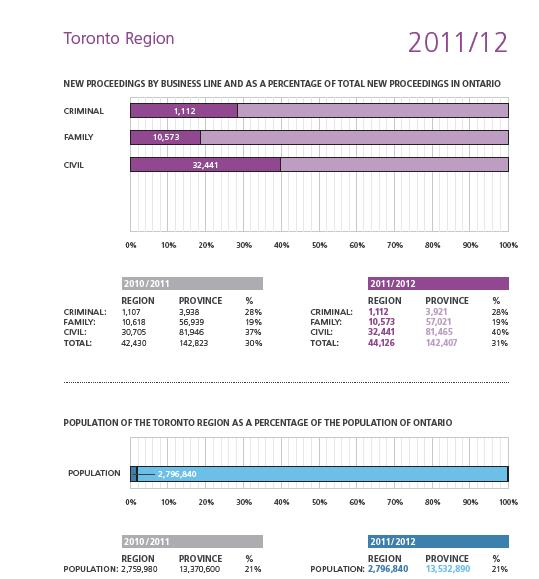 Toronto Region 2011/12
NEW PROCEEDINGS BY BUSINESS LINE AND AS A PERCENTAGE OF TOTAL NEW PROCEEDINGS IN ONTARIO
CRIMINAL 1,112
FAMILY 10,573
CIVIL 32,441
0% 10% 20% 30% 40% 50% 60% 70% 80% 90% 100%
2010/2011 2011/2012
REGION PROVINCE % REGION PROVINCE %
CRIMINAL: 1,107 3,938 28% CRIMINAL: 1,112 3,921 28%
FAMILY: 10,618 56,939 19% FAMILY: 10,573 57,021 19%
CIVIL: 30,705 81,946 37% CIVIL: 32,441 81,465 40%
TOTAL: 42,430 142,823 30% TOTAL: 44,126 142,407 31%
POPULATION OF THE TORONTO REGION AS A PERCENTAGE OF THE POPULATION OF ONTARIO
POPULATION 2,796,840
0% 10% 20% 30% 40% 50% 60% 70% 80% 90% 100%
2010/2011 2011/2012
REGION PROVINCE % REGION PROVINCE %
POPULATION: 2,759,980 13,370,600 21% POPULATION: 2,796,840 13,532,890 21%